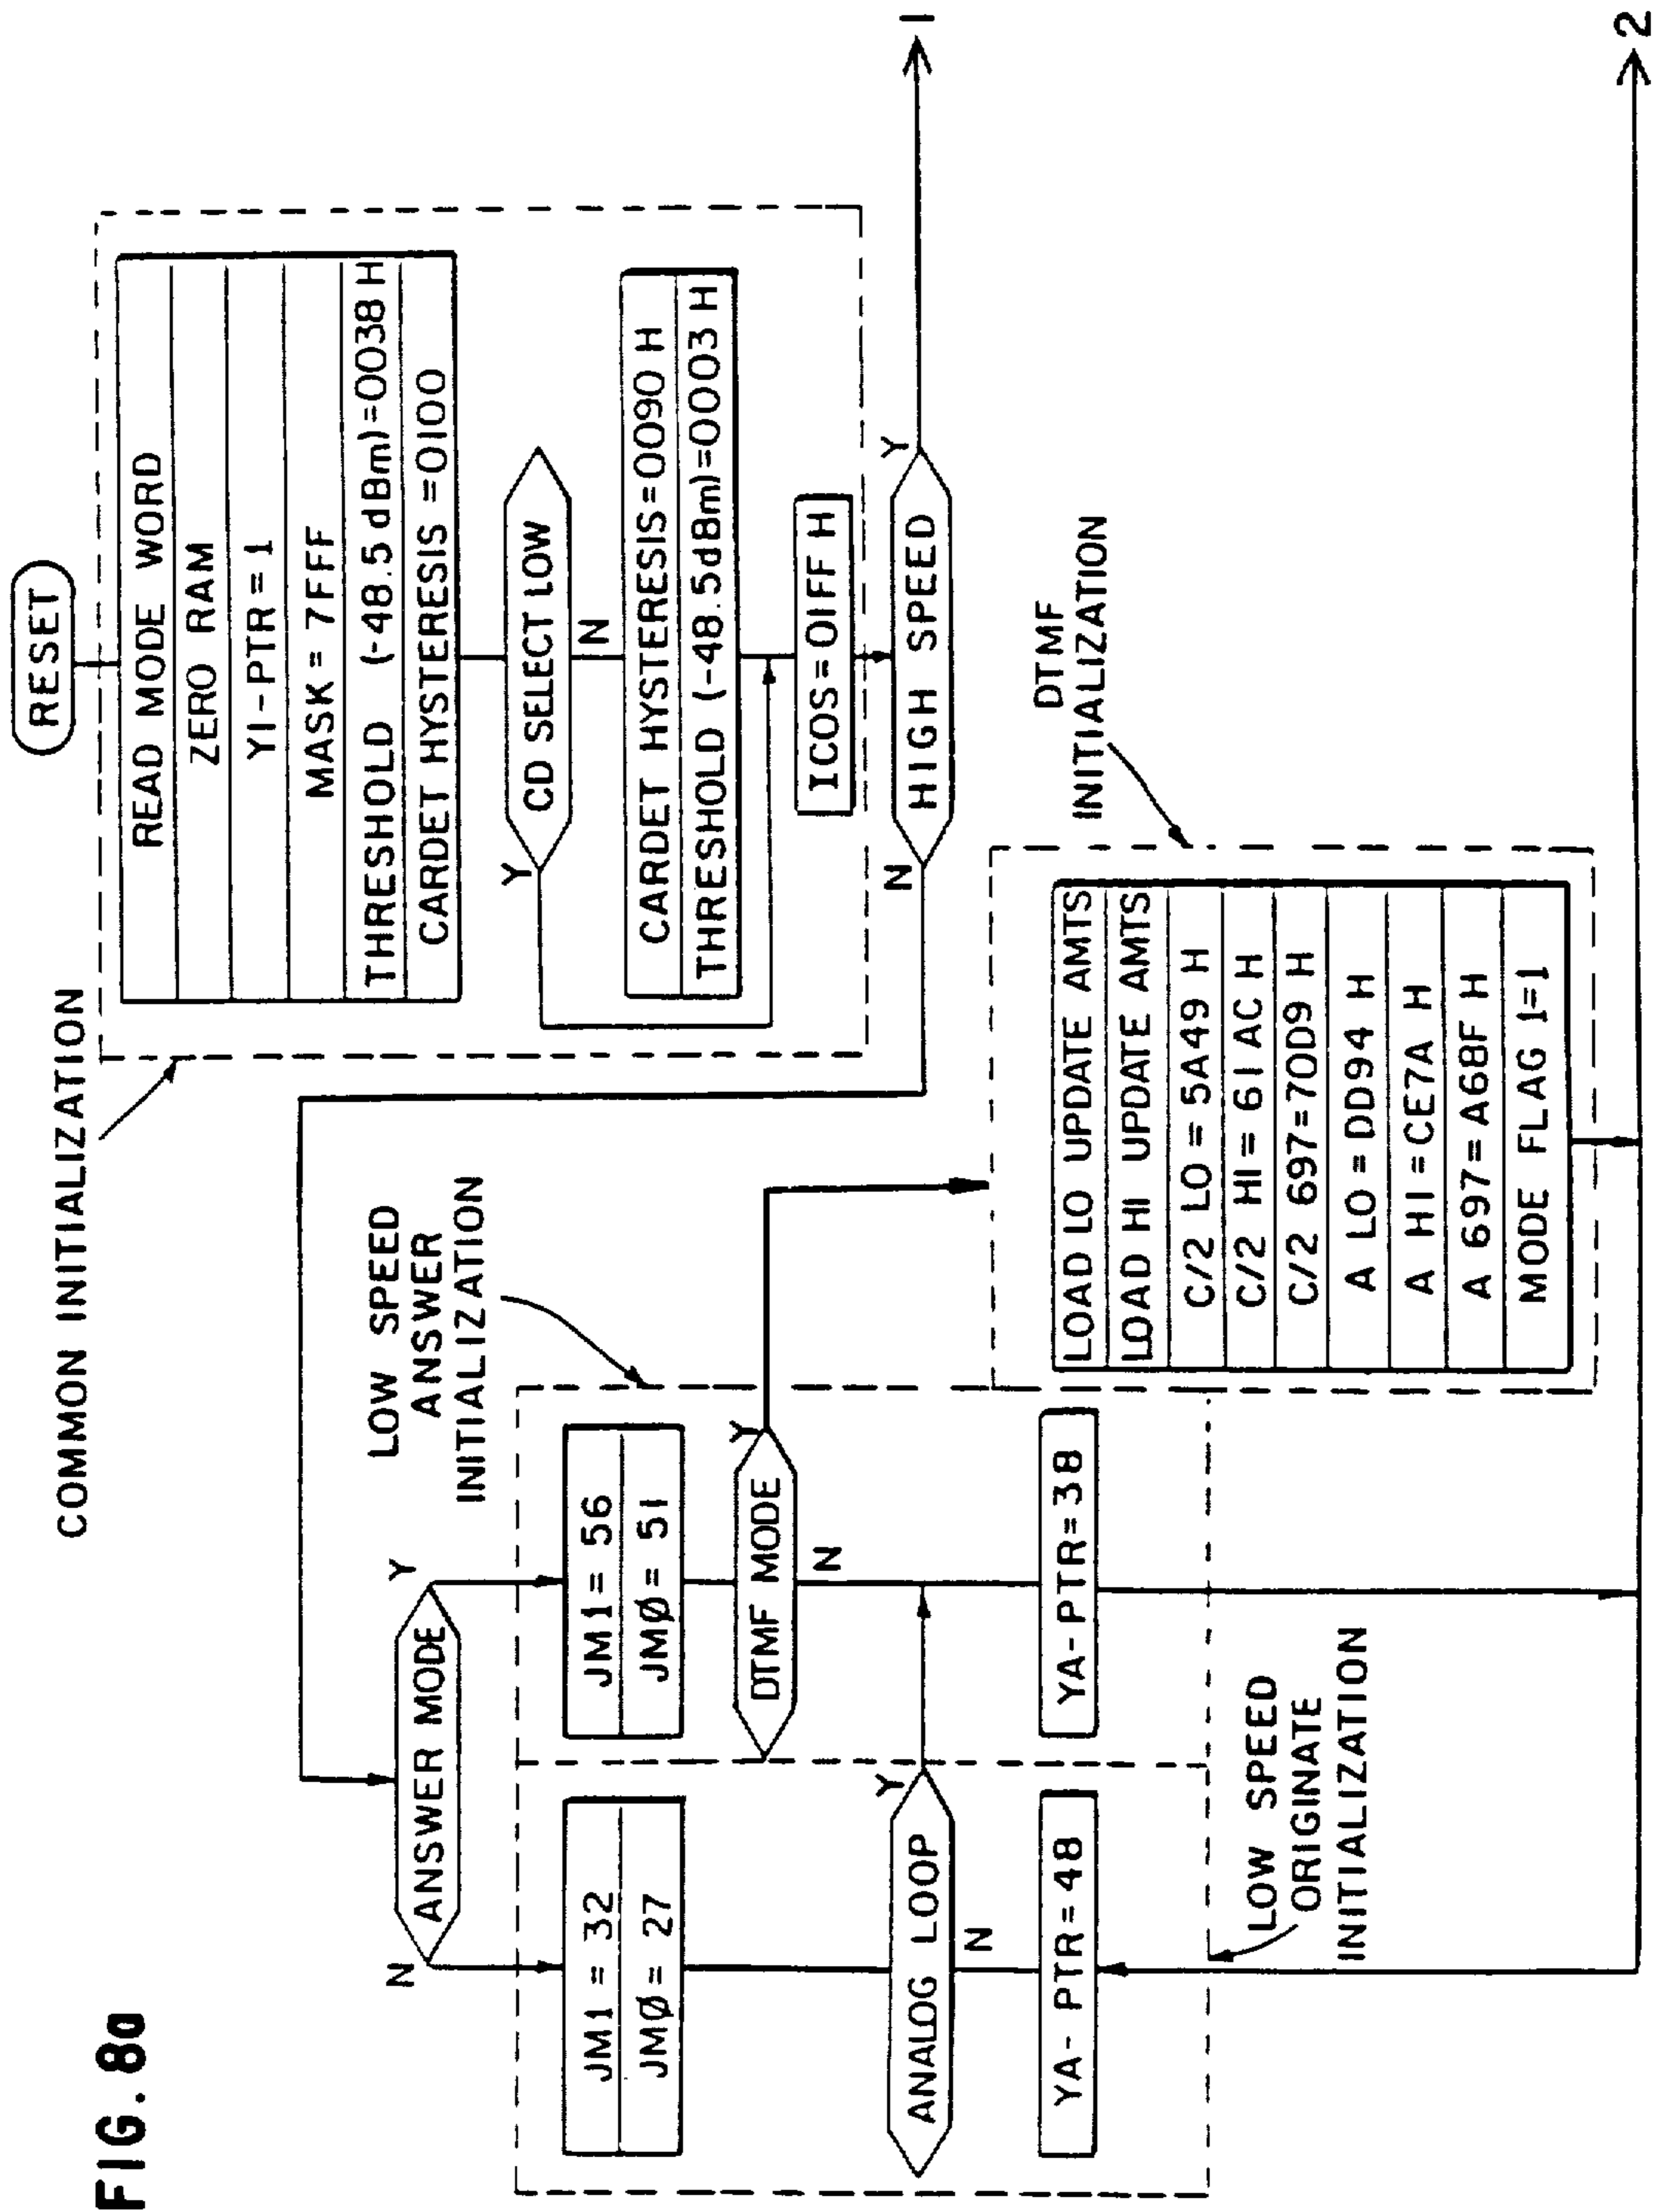 FIG. 8a
RESET
COMMON INITIALIZATION
READ MODE WORD
ZERO RAM
YI-PTR = 1
MASK = 7FFF
THRESHOLD (-48.5 dBm)=0038 H
CARDET HYSTERESIS =0100
CD SELECT LOW
Y
N
CARDET HYSTERESIS=0090 H
THRESHOLD (-48.5dBm)=0003 H
ICOS=01FF H
HIGH SPEED
Y
1
N
ANSWER MODE
N
Y
LOW SPEED
ANSWER
INITIALIZATION
JM1 = 32
JMØ = 27
JM1 = 56
JMØ = 51
DTMF MODE
Y
N
ANALOG LOOP
Y
N
YA-PTR=48
YA-PTR=38
LOW SPEED
ORIGINATE
INITIALIZATION
DTMF
INITIALIZATION
LOAD LO UPDATE AMTS
LOAD HI UPDATE AMTS
C/2 LO = 5A49 H
C/2 HI = 61AC H
C/2 697=70D9 H
A LO = DD94 H
A HI = CE7A H
A 697= A68F H
MODE FLAG 1=1
2